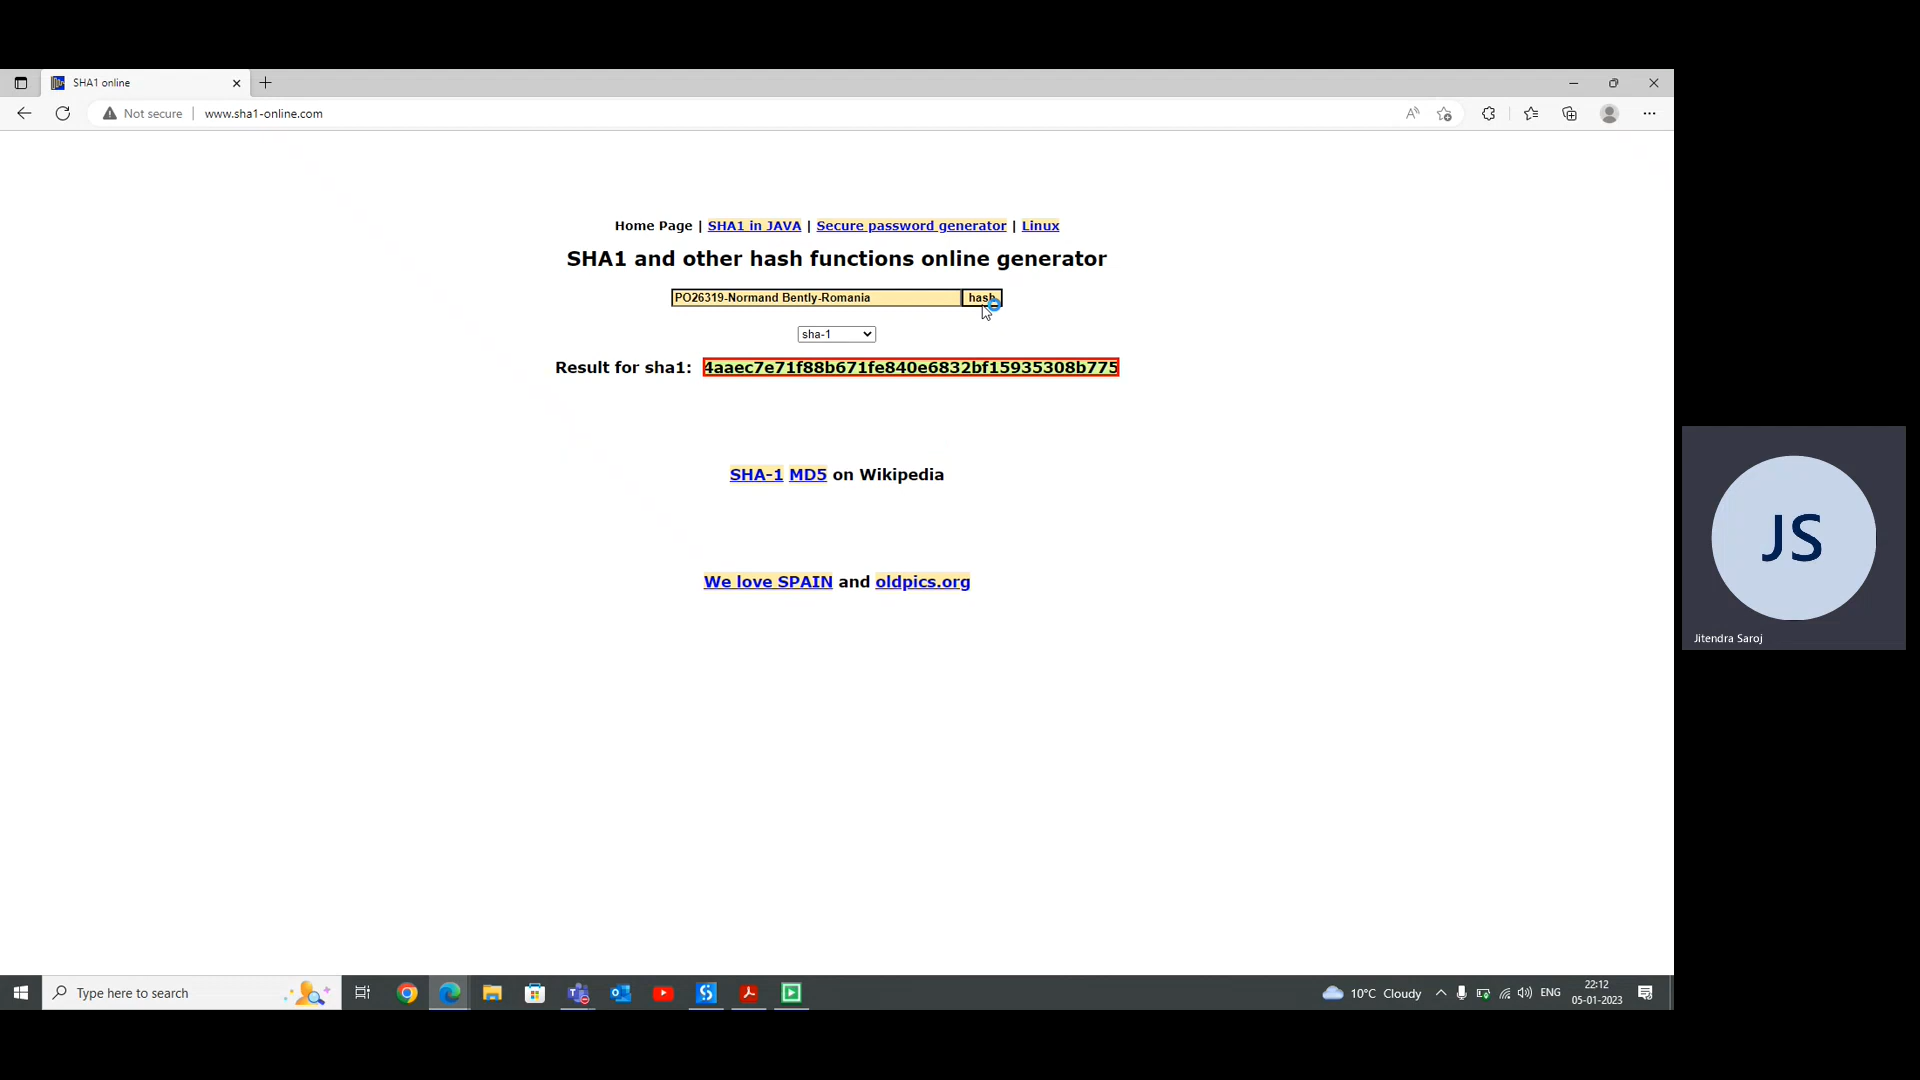 SHA1 online
Not secure
www.sha1-online.com
Home Page | SHA1 in JAVA | Secure password generator | Linux
SHA1 and other hash functions online generator
PO26319-Normand Bently-Romania
hash
sha-1
Result for sha1: 4aaec7e71f88b671fe840e6832bf15935308b775
SHA-1 MD5 on Wikipedia
We love SPAIN and oldpics.org
JS
Jitendra Saroj
Type here to search
10°C Cloudy
ENG
22:12
05-01-2023